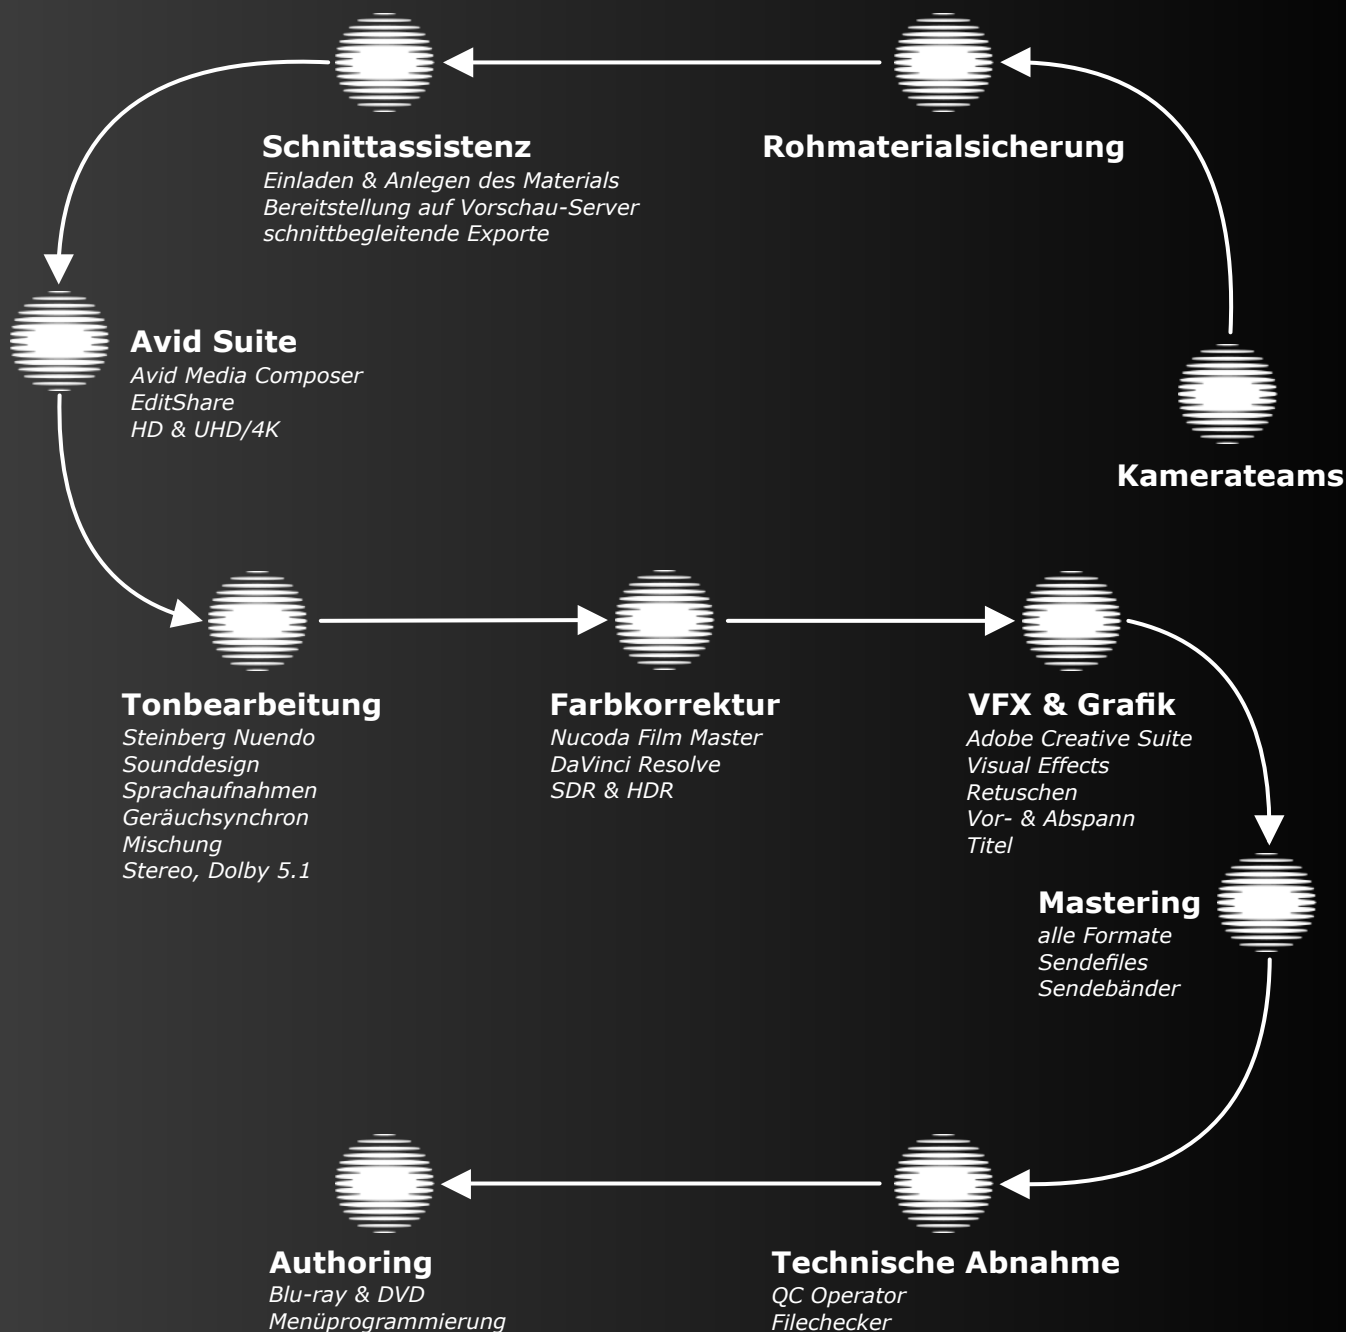 Schnittassistenz
Einladen & Anlegen des Materials
Bereitstellung auf Vorschau-Server
schnittbegleitende Exporte
Rohmaterialsicherung
Avid Suite
Avid Media Composer
EditShare
HD & UHD/4K
Kamerateams
Tonbearbeitung
Steinberg Nuendo
Sounddesign
Sprachaufnahmen
Geräuchsynchron
Mischung
Stereo, Dolby 5.1
Farbkorrektur
Nucoda Film Master
DaVinci Resolve
SDR & HDR
VFX & Grafik
Adobe Creative Suite
Visual Effects
Retuschen
Vor- & Abspann
Titel
Mastering
alle Formate
Sendefiles
Sendebänder
Authoring
Blu-ray & DVD
Menüprogrammierung
Technische Abnahme
QC Operator
Filechecker